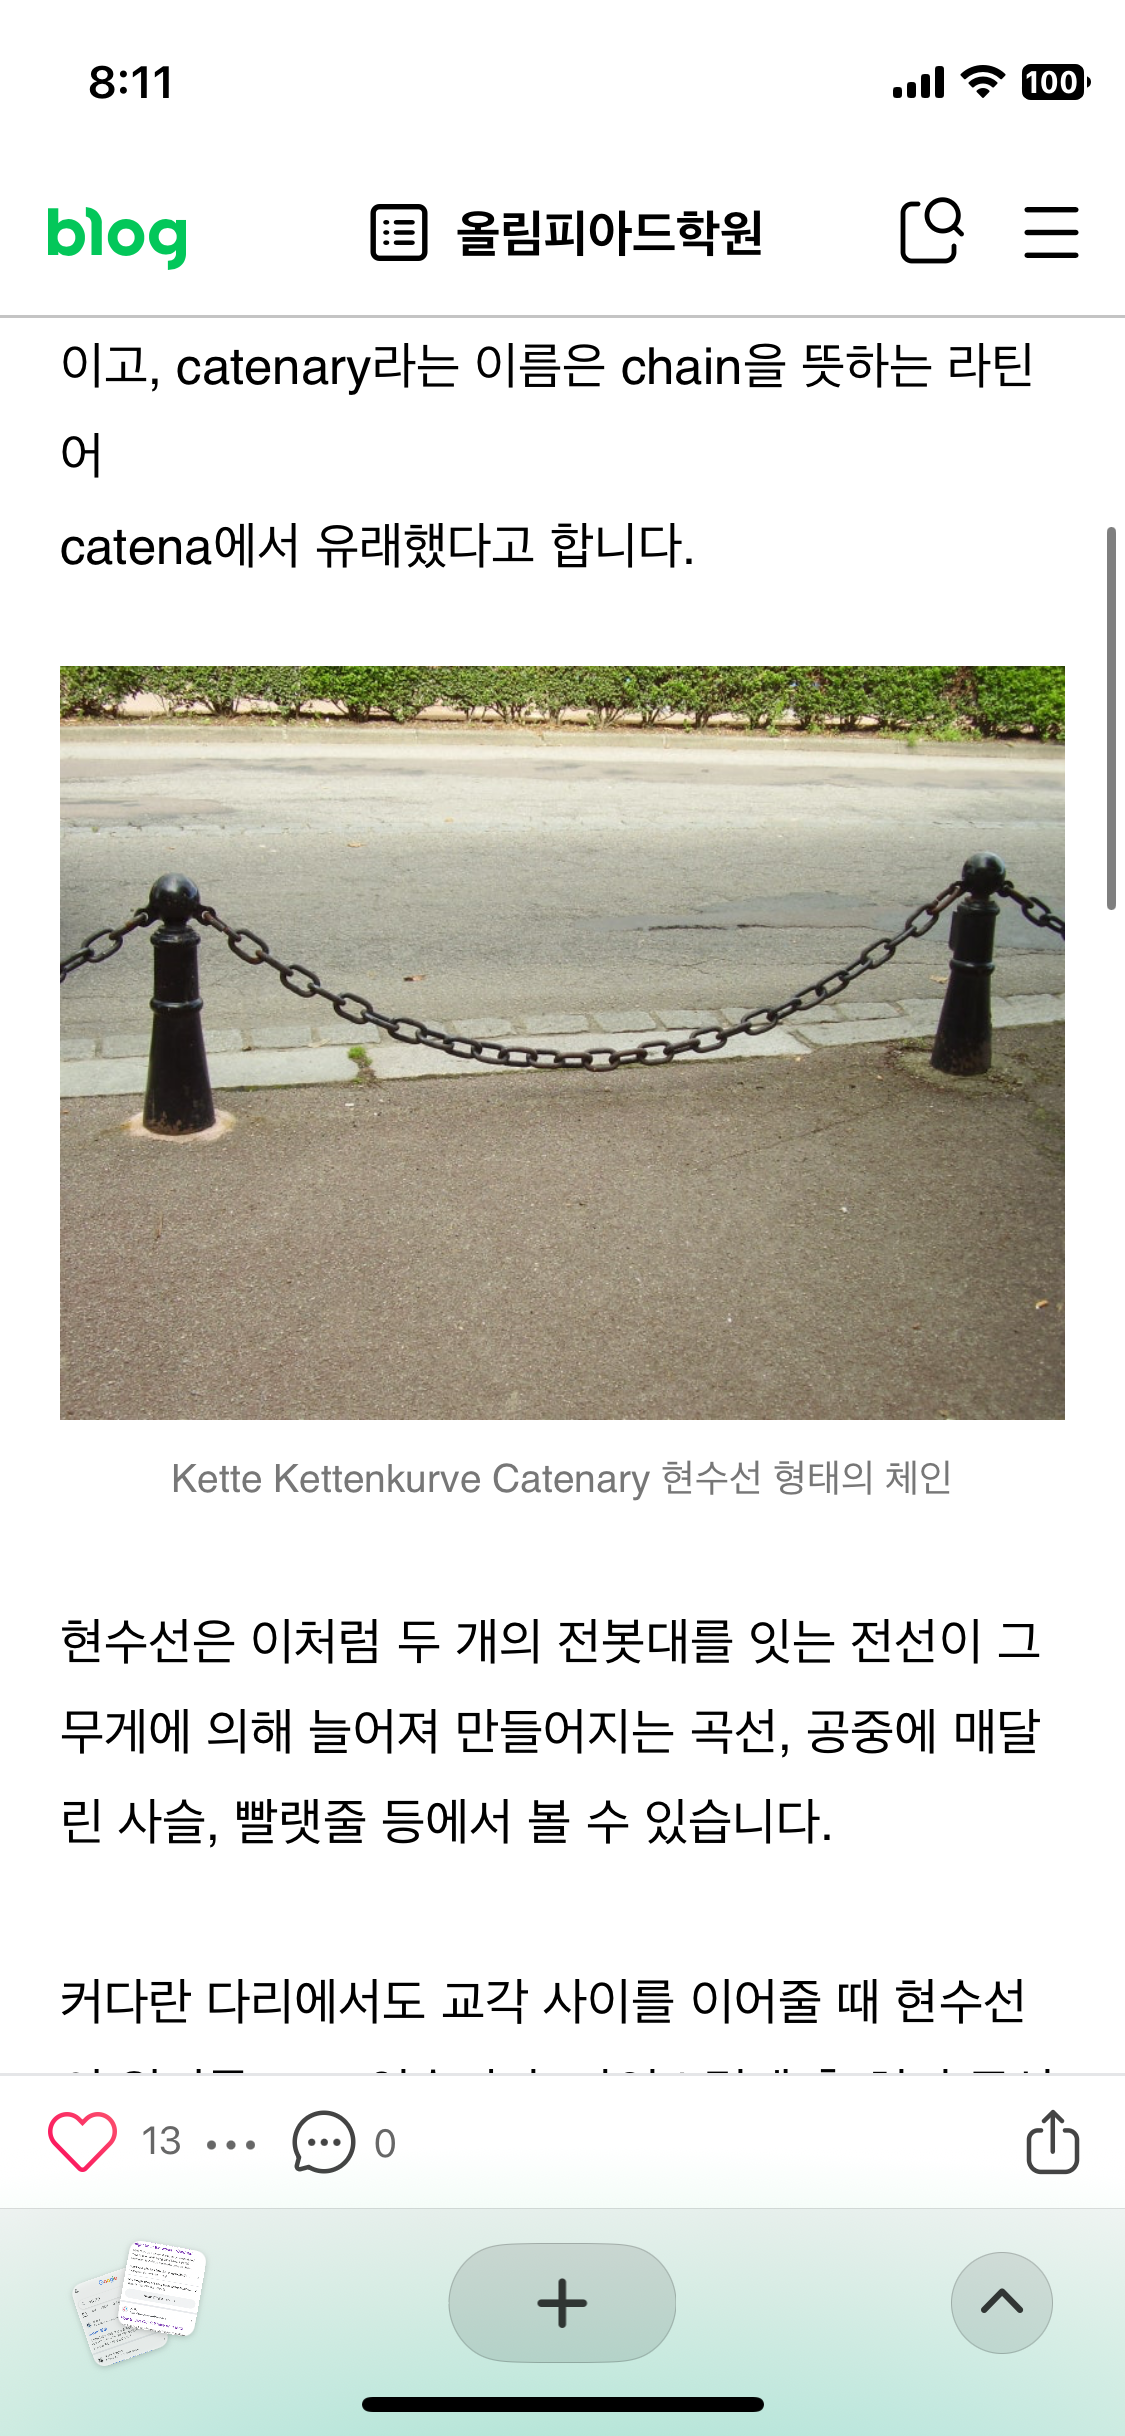 8:11
100
blog
올림피아드학원
이고, catenary라는 이름은 chain을 뜻하는 라틴
어
catena에서 유래했다고 합니다.
Kette Kettenkurve Catenary 현수선 형태의 체인
현수선은 이처럼 두 개의 전봇대를 잇는 전선이 그
무게에 의해 늘어져 만들어지는 곡선, 공중에 매달
린 사슬, 빨랫줄 등에서 볼 수 있습니다.
커다란 다리에서도 교각 사이를 이어줄 때 현수선
13
0